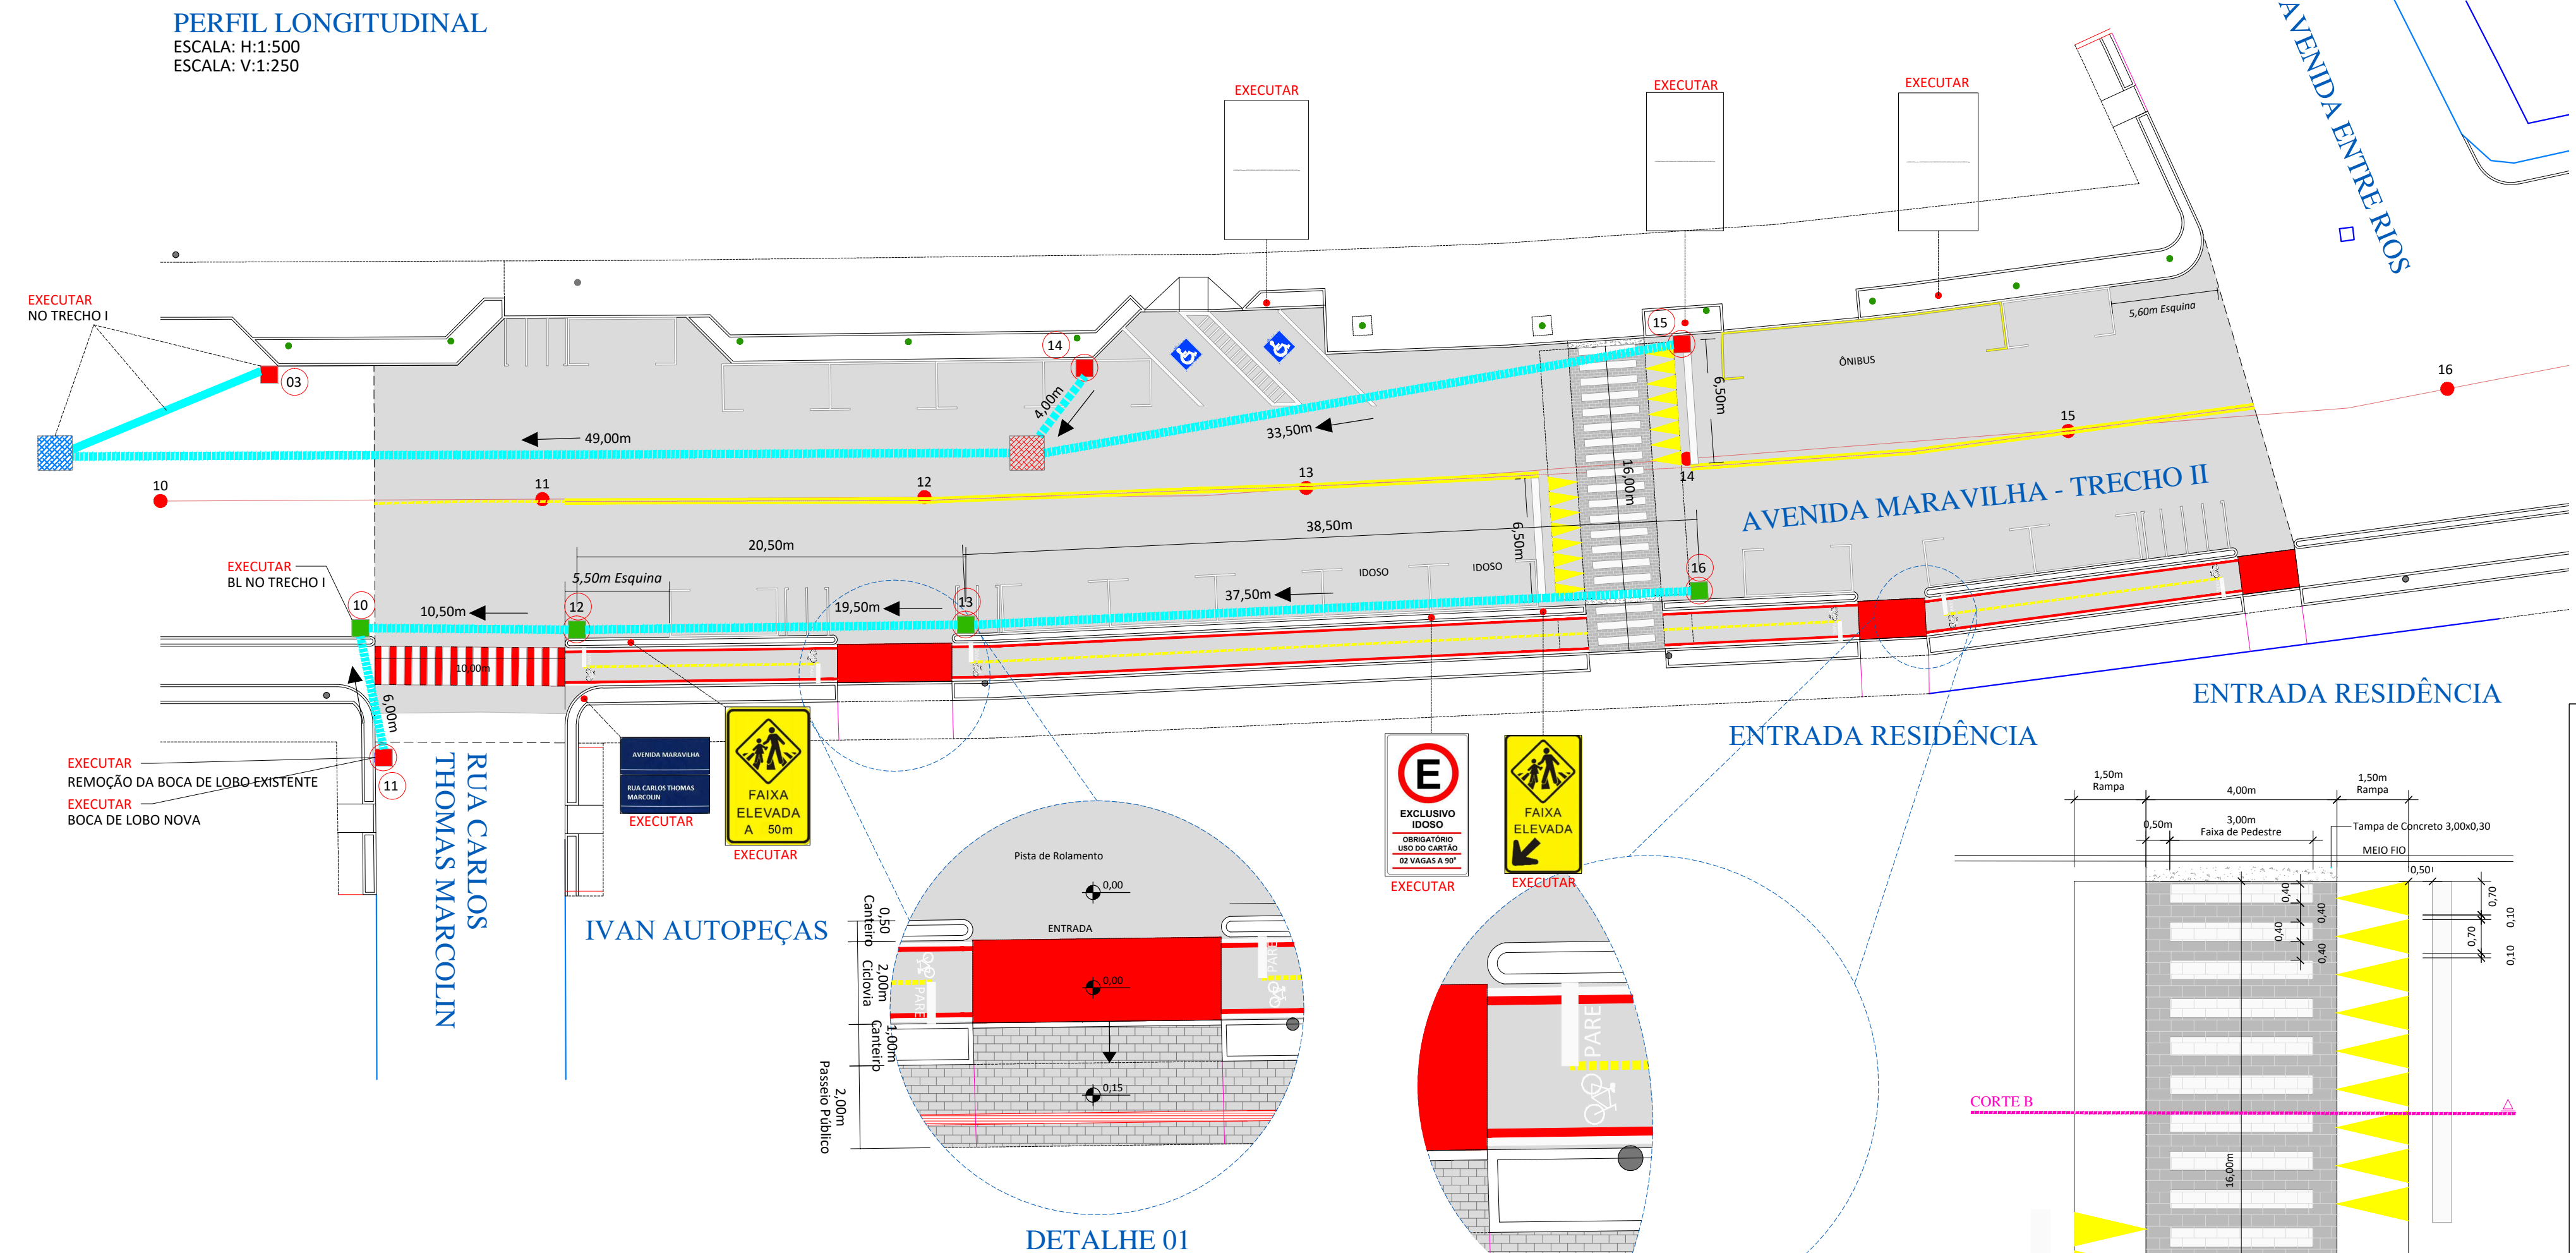 PERFIL LONGITUDINAL
ESCALA: H:1:500
ESCALA: V:1:250
EXECUTAR
EXECUTAR
EXECUTAR
AVENIDA ENTRE RIOS
EXECUTAR
NO TRECHO I
03
14
15
4,00m
49,00m
33,50m
6,50m
ÔNIBUS
5,60m Esquina
10
11
12
13
14
15
16
16,00m
AVENIDA MARAVILHA - TRECHO II
20,50m
38,50m
6,50m
5,50m Esquina
IDOSO
IDOSO
EXECUTAR
BL NO TRECHO I
10
10,50m
12
19,50m
13
37,50m
16
10,00m
6,00m
11
EXECUTAR
REMOÇÃO DA BOCA DE LOBO EXISTENTE
EXECUTAR
BOCA DE LOBO NOVA
RUA CARLOS
THOMAS MARCOLIN
AVENIDA MARAVILHA
RUA CARLOS THOMAS
MARCOLIN
EXECUTAR
FAIXA
ELEVADA
A 50m
EXECUTAR
E
EXCLUSIVO
IDOSO
OBRIGATÓRIO
USO DO CARTÃO
02 VAGAS A 90°
EXECUTAR
FAIXA
ELEVADA
EXECUTAR
ENTRADA RESIDÊNCIA
ENTRADA RESIDÊNCIA
IVAN AUTOPEÇAS
Pista de Rolamento
0,00
ENTRADA
0,00
0,15
PARE
PARE
0,50
Canteiro
2,00m
Ciclovia
1,00m
Canteiro
2,00m
Passeio Público
DETALHE 01
PARE
1,50m
Rampa
4,00m
1,50m
Rampa
0,50m
3,00m
Faixa de Pedestre
Tampa de Concreto 3,00x0,30
MEIO FIO
0,50
0,40
0,40
0,40
0,40
0,70
0,10
0,70
0,10
CORTE B
16,00m